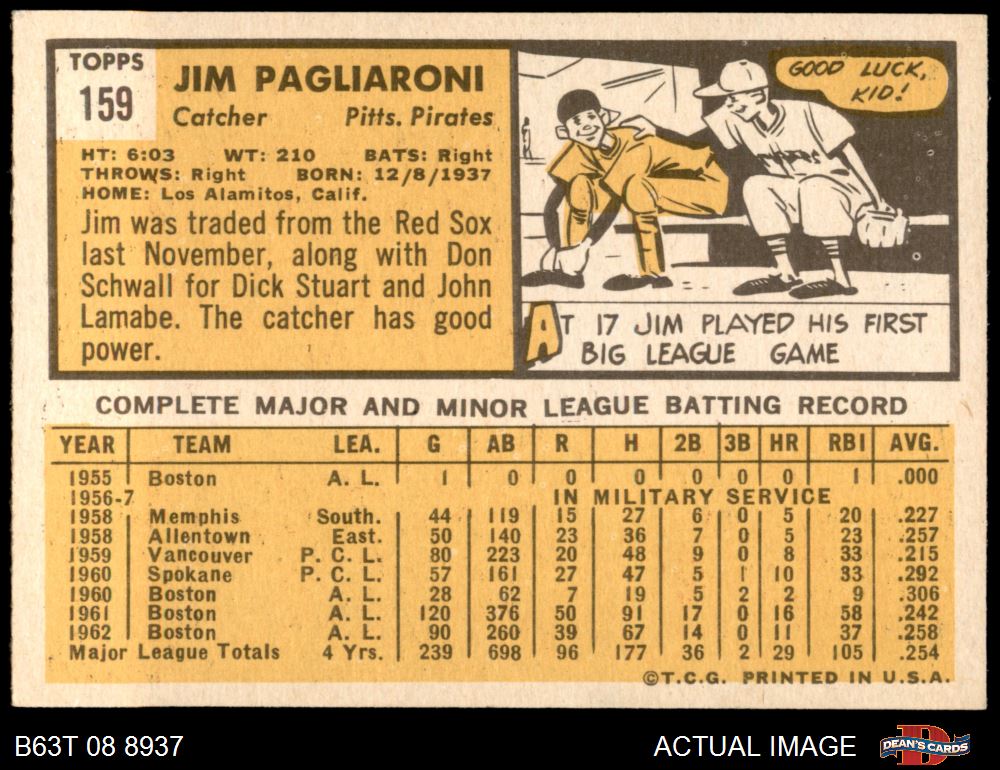 TOPPS
159
JIM PAGLIARONI
Catcher Pitts. Pirates
HT: 6:03 WT: 210 BATS: Right
THROWS: Right BORN: 12/8/1937
HOME: Los Alamitos, Calif.
Jim was traded from the Red Sox
last November, along with Don
Schwall for Dick Stuart and John
Lamabe. The catcher has good
power.
GOOD LUCK,
KID!
AT 17 JIM PLAYED HIS FIRST
BIG LEAGUE GAME
COMPLETE MAJOR AND MINOR LEAGUE BATTING RECORD
YEAR TEAM LEA. G AB R H 2B 3B HR RBI AVG.
1955 Boston A. L. 1 0 0 0 0 0 0 1 .000
1956-7 IN MILITARY SERVICE
1958 Memphis South. 44 119 15 27 6 0 5 20 .227
1958 Allentown East. 50 140 23 36 7 0 5 23 .257
1959 Vancouver P. C. L. 80 223 20 48 9 0 8 33 .215
1960 Spokane P. C. L. 57 161 27 47 5 1 10 33 .292
1960 Boston A. L. 28 62 7 19 5 2 2 9 .306
1961 Boston A. L. 120 376 50 91 17 0 16 58 .242
1962 Boston A. L. 90 260 39 67 14 0 11 37 .258
Major League Totals 4 Yrs. 239 698 96 177 36 2 29 105 .254
©T.C.G. PRINTED IN U.S.A.
B63T 08 8937 ACTUAL IMAGE DEAN'S CARDS